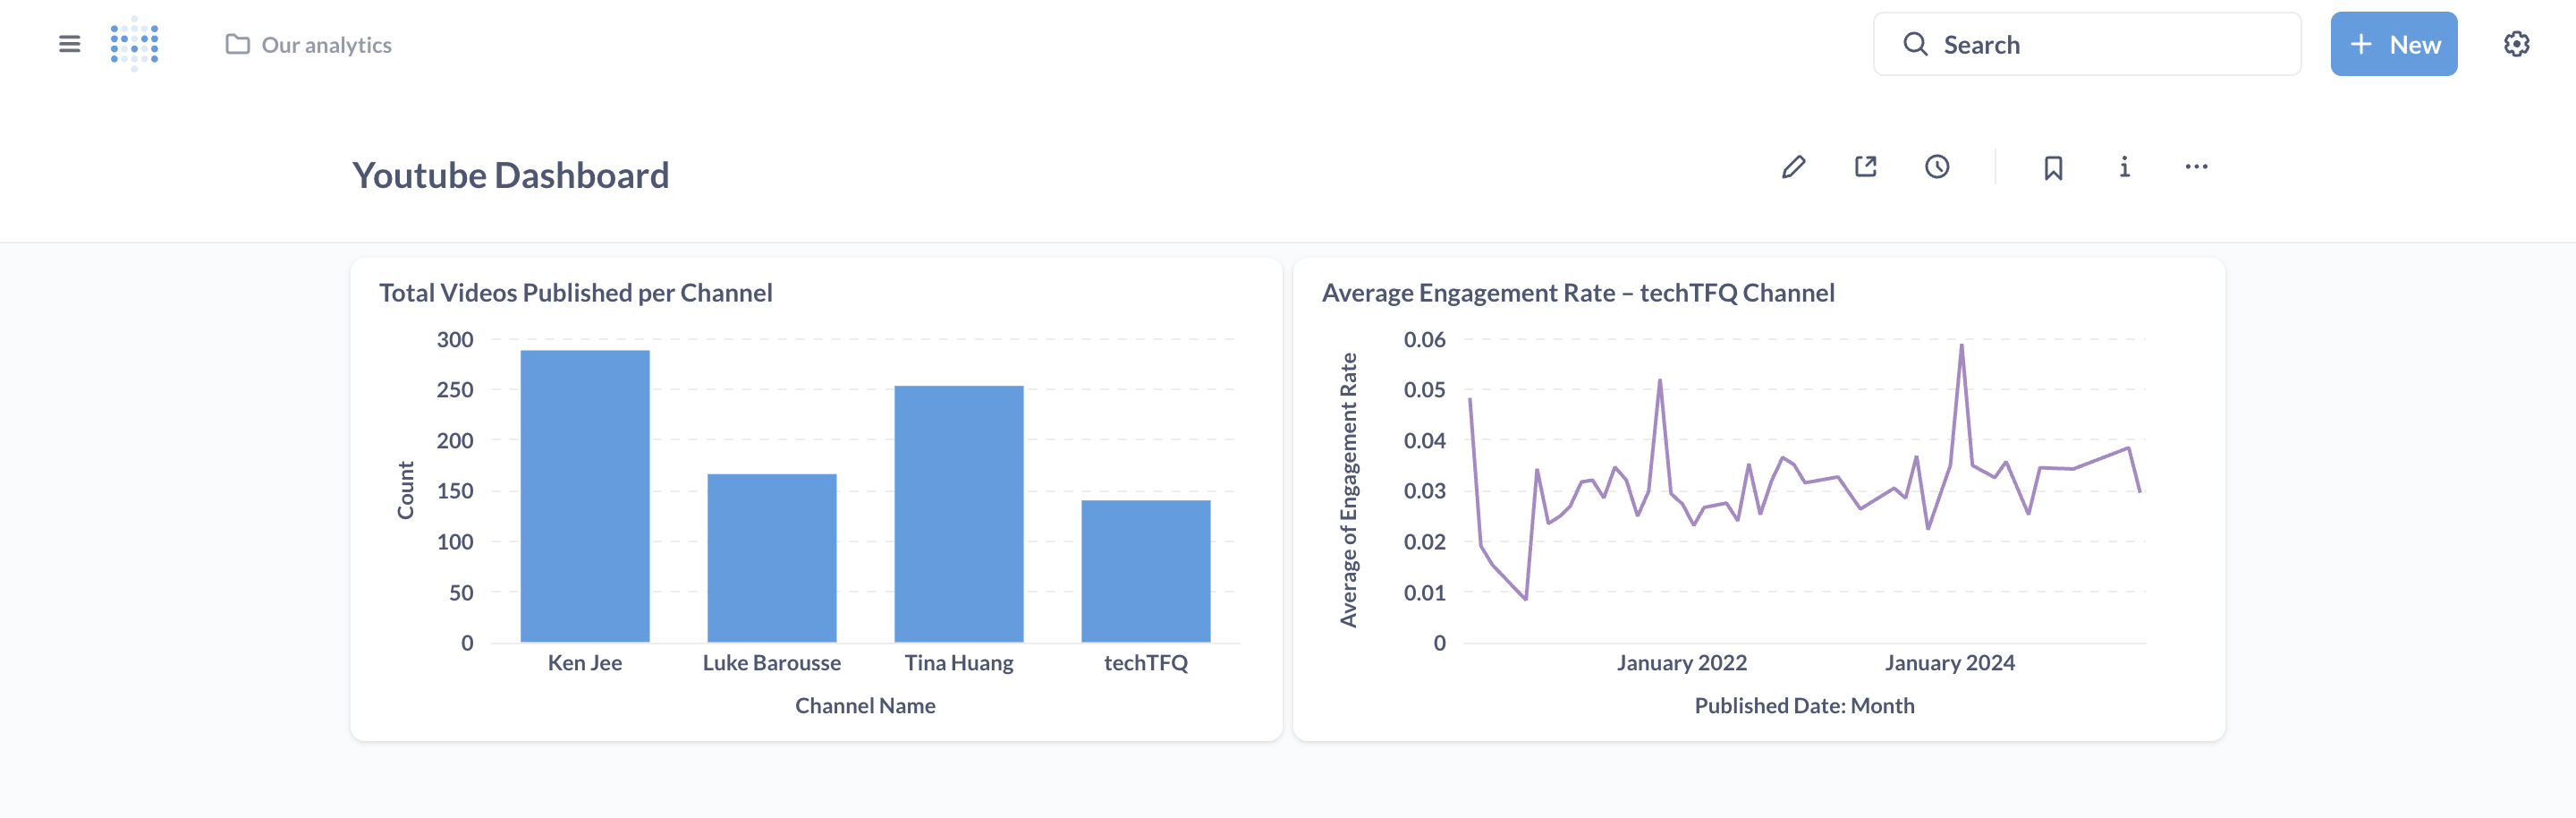 Our analytics
Search
New
Youtube Dashboard
Total Videos Published per Channel
300
250
200
150
100
50
0
Count
Ken Jee
Luke Barousse
Tina Huang
techTFQ
Channel Name
Average Engagement Rate – techTFQ Channel
0.06
0.05
0.04
0.03
0.02
0.01
0
Average of Engagement Rate
January 2022
January 2024
Published Date: Month